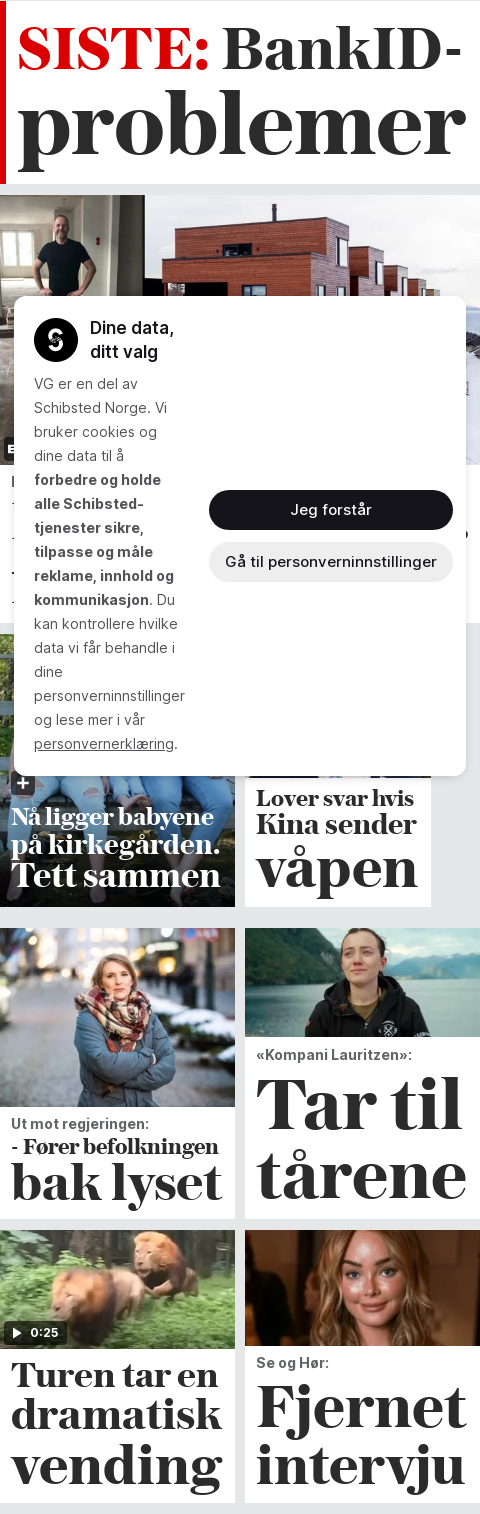 SISTE: BankID-
problemer
Dine data,
ditt valg
VG er en del av
Schibsted Norge. Vi
bruker cookies og
dine data til å
forbedre og holde
alle Schibsted-
tjenester sikre,
tilpasse og måle
reklame, innhold og
kommunikasjon. Du
kan kontrollere hvilke
data vi får behandle i
dine
personverninnstillinger
og lese mer i vår
personvernerklæring.
Jeg forstår
Gå til personverninnstillinger
Nå ligger babyene
på kirkegården.
Tett sammen
Lover svar hvis
Kina sender
våpen
Ut mot regjeringen:
- Fører befolkningen
bak lyset
«Kompani Lauritzen»:
Tar til
tårene
0:25
Turen tar en
dramatisk
vending
Se og Hør:
Fjernet
intervju